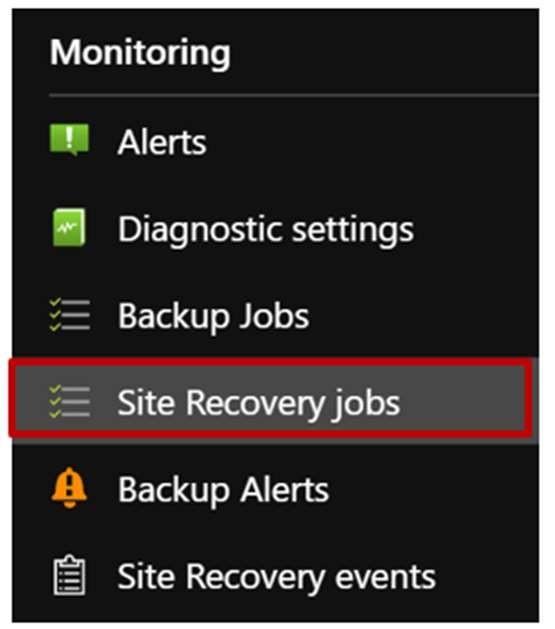 Monitoring
Alerts
Diagnostic settings
Backup Jobs
Site Recovery jobs
Backup Alerts
Site Recovery events